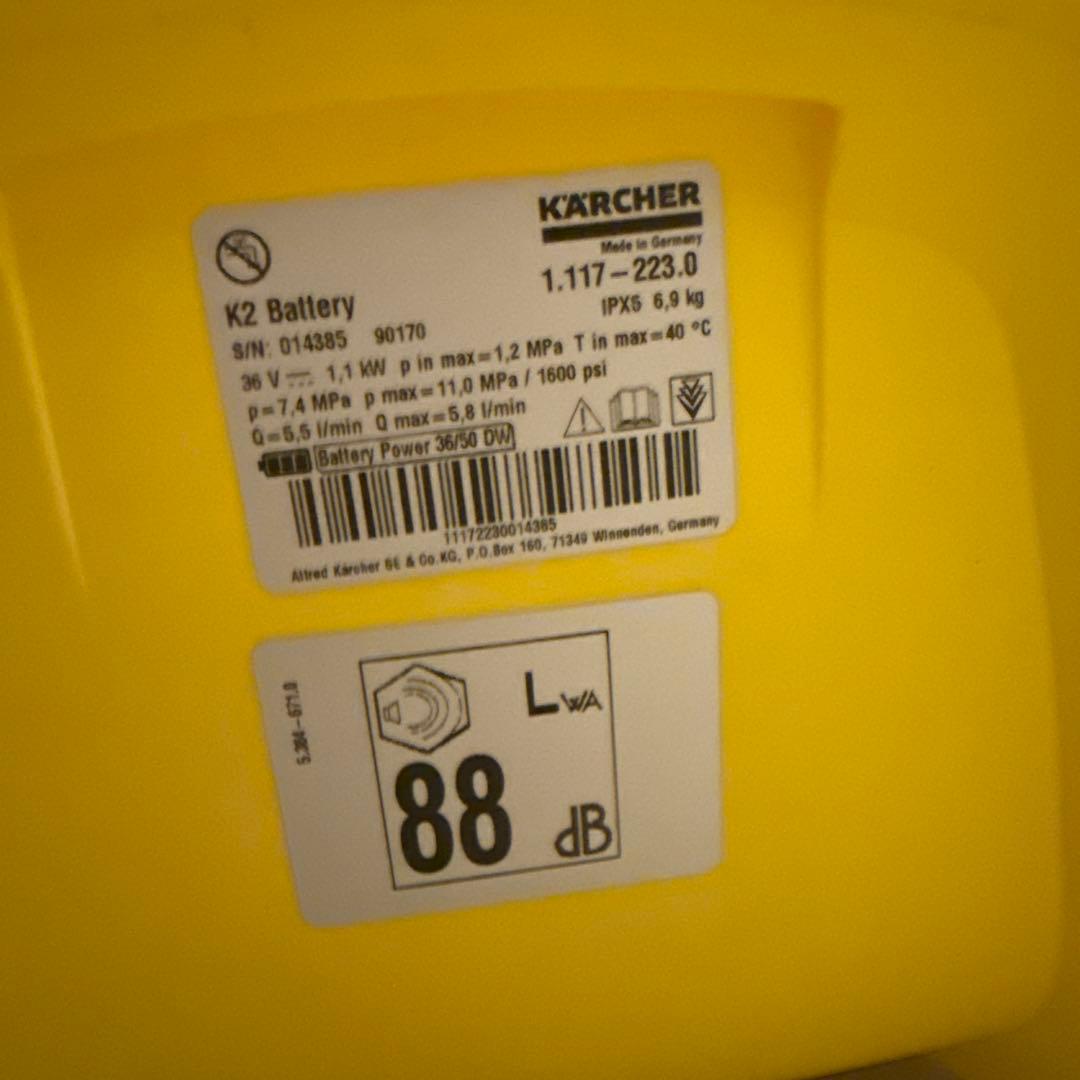 KÄRCHER
Made in Germany
1.117-223.0
K2 Battery
IPX5 6,9 kg
S/N: 014385 90170
36 V 1,1 kW p in max=1,2 MPa T in max=40 °C
p=7,4 MPa p max=11,0 MPa / 1600 psi
Q=5,5 l/min Q max=5,8 l/min
Battery Power 36/50 DW
11172230014385
Alfred Kärcher SE & Co.KG, P.O.Box 160, 71349 Winnenden, Germany
5.384-671.0
LWA
88 dB